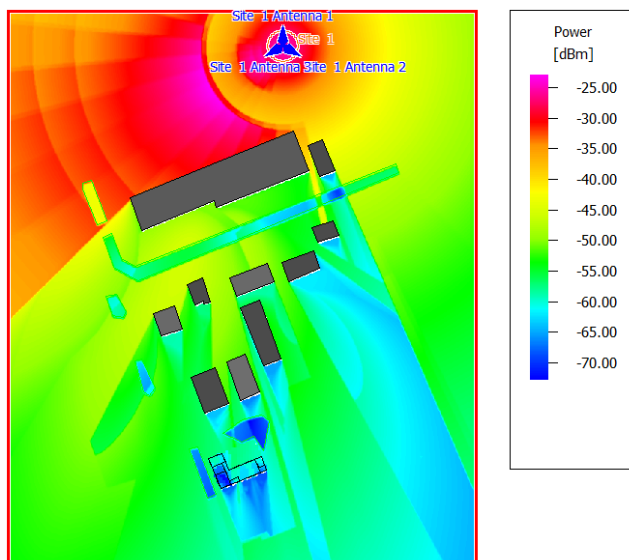 Site 1 Antenna 1
Site 1
Site 1 Antenna 3ite 1 Antenna 2
Power
[dBm]
-25.00
-30.00
-35.00
-40.00
-45.00
-50.00
-55.00
-60.00
-65.00
-70.00